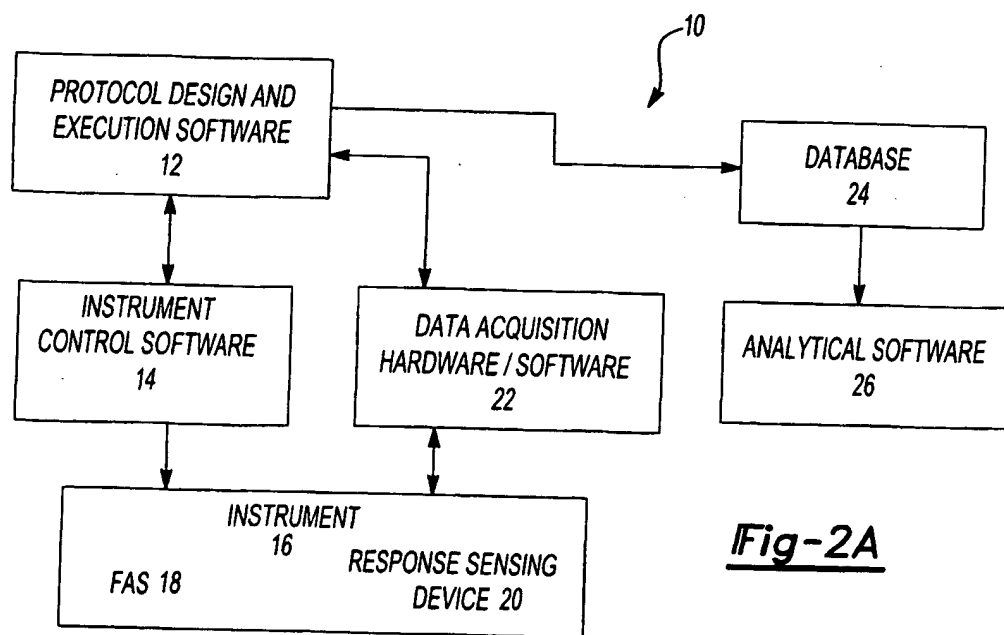 10
PROTOCOL DESIGN AND
EXECUTION SOFTWARE
12
DATABASE
24
INSTRUMENT
CONTROL SOFTWARE
14
DATA ACQUISITION
HARDWARE / SOFTWARE
22
ANALYTICAL SOFTWARE
26
INSTRUMENT
16
FAS 18
RESPONSE SENSING
DEVICE 20
Fig-2A